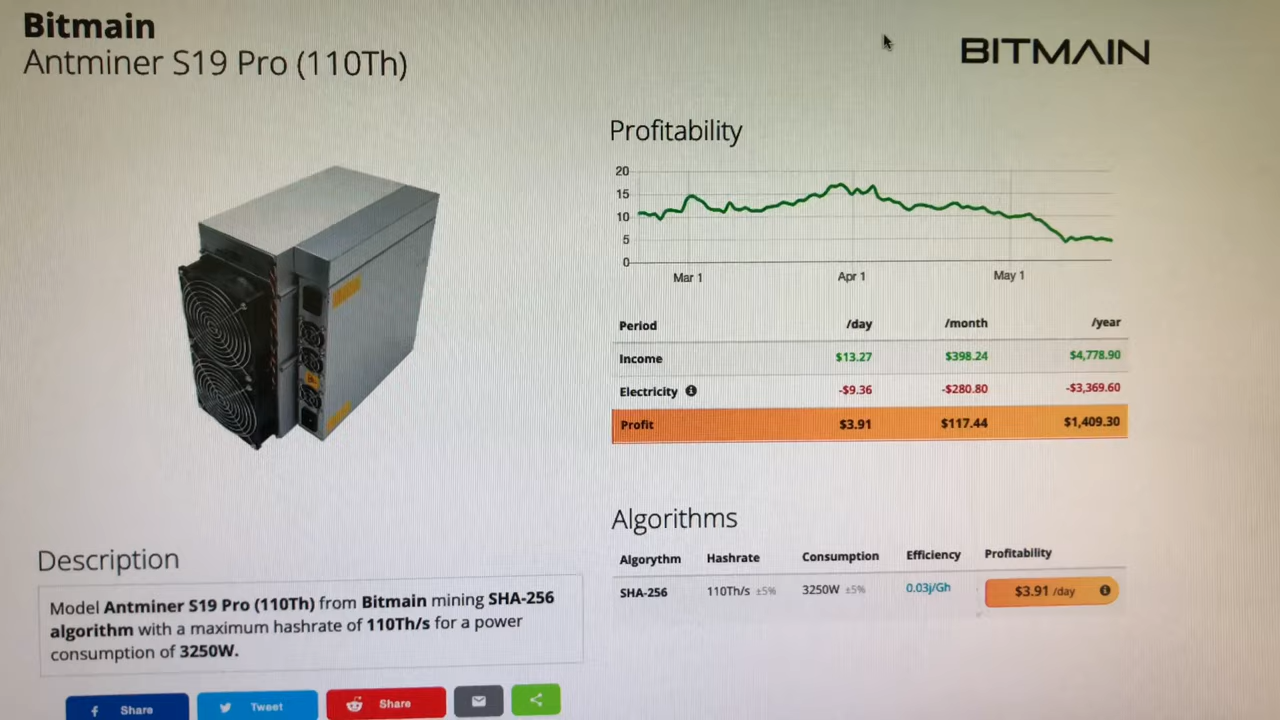 Bitmain
Antminer S19 Pro (110Th)
BITMAIN
Profitability
20
15
10
5
0
Mar 1 Apr 1 May 1
Period /day /month /year
Income $13.27 $398.24 $4,778.90
Electricity -$9.36 -$280.80 -$3,369.60
Profit $3.91 $117.44 $1,409.30
Algorithms
Algorythm Hashrate Consumption Efficiency Profitability
SHA-256 110Th/s ±5% 3250W ±5% 0.03j/Gh $3.91 /day
Description
Model Antminer S19 Pro (110Th) from Bitmain mining SHA-256
algorithm with a maximum hashrate of 110Th/s for a power
consumption of 3250W.
Share Tweet Share